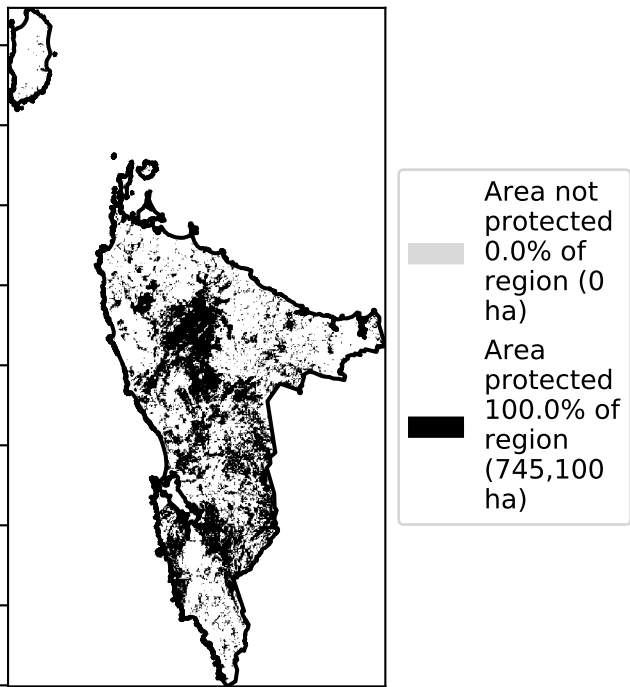 Area not
protected
0.0% of
region (0
ha)
Area
protected
100.0% of
region
(745,100
ha)